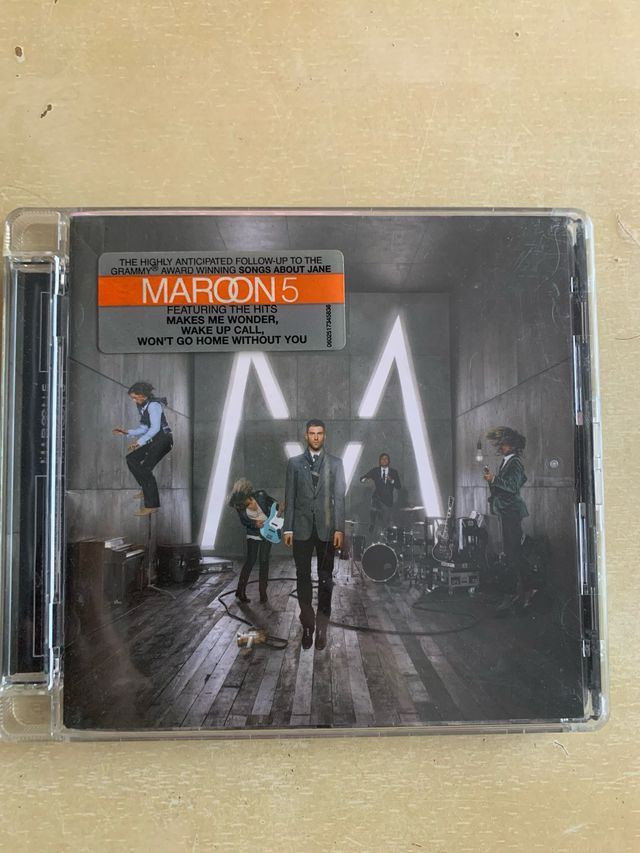 THE HIGHLY ANTICIPATED FOLLOW-UP TO THE
GRAMMY® AWARD WINNING SONGS ABOUT JANE
MAROON 5
FEATURING THE HITS
MAKES ME WONDER,
WAKE UP CALL,
WON'T GO HOME WITHOUT YOU
0602517345836